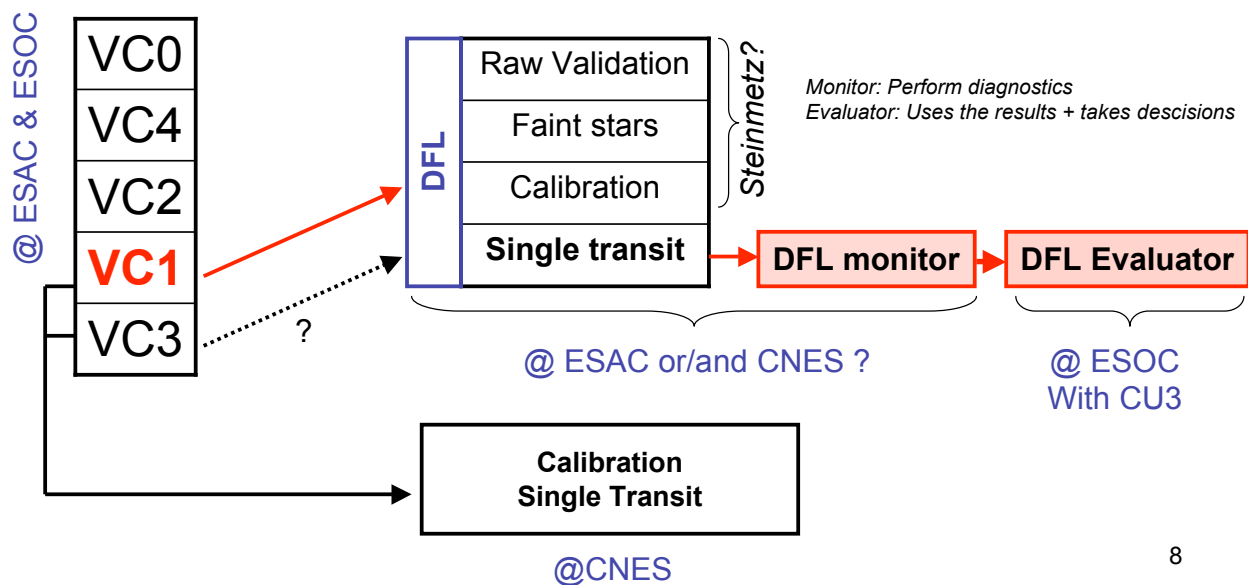 @ ESAC & ESOC
VC0
VC4
VC2
VC1
VC3
?
DFL
Raw Validation
Faint stars
Calibration
Single transit
Steinmetz?
Monitor: Perform diagnostics
Evaluator: Uses the results + takes descisions
DFL monitor
DFL Evaluator
@ ESAC or/and CNES ?
@ ESOC
With CU3
Calibration
Single Transit
@CNES
8